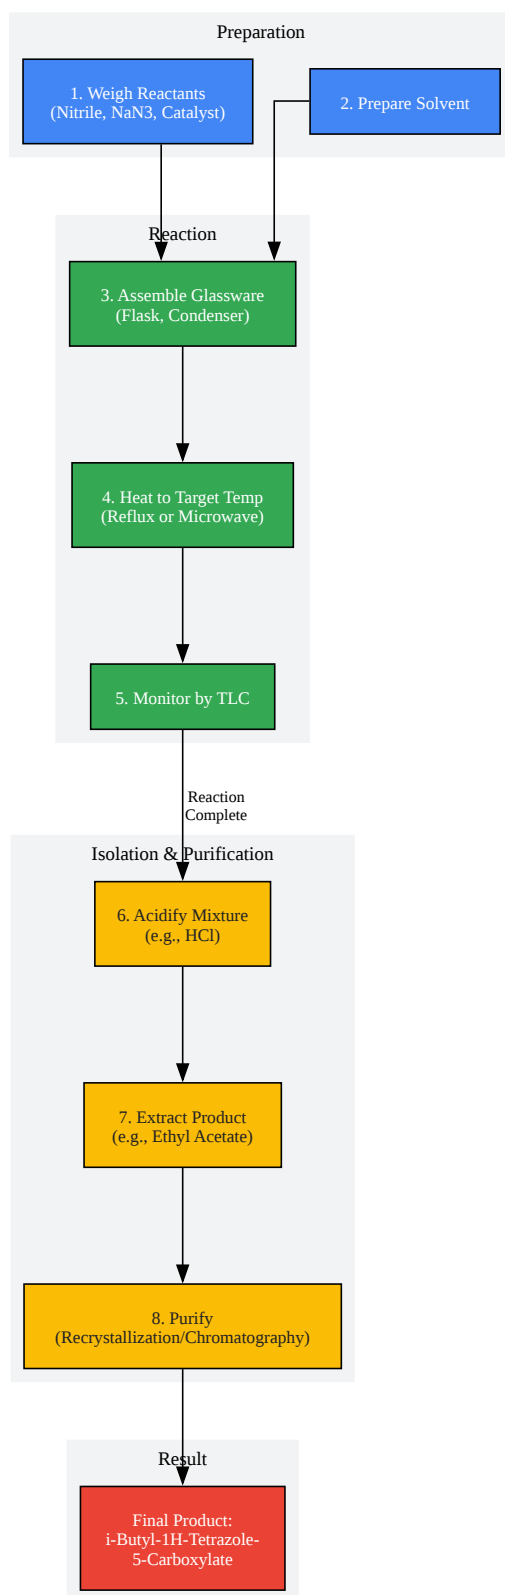 Preparation
1. Weigh Reactants
(Nitrile, NaN3, Catalyst)
2. Prepare Solvent
Reaction
3. Assemble Glassware
(Flask, Condenser)
4. Heat to Target Temp
(Reflux or Microwave)
5. Monitor by TLC
Reaction
Complete
Isolation & Purification
6. Acidify Mixture
(e.g., HCl)
7. Extract Product
(e.g., Ethyl Acetate)
8. Purify
(Recrystallization/Chromatography)
Result
Final Product:
i-Butyl-1H-Tetrazole-
5-Carboxylate